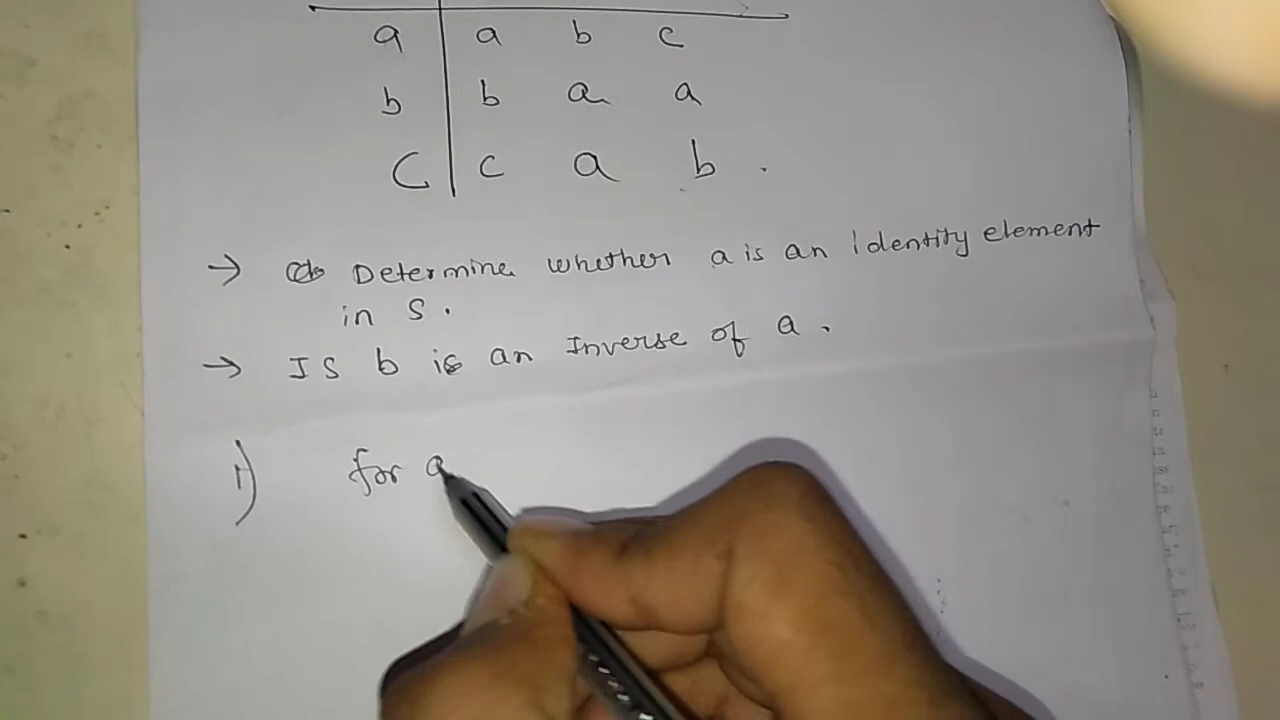 a a b c
b b a a
C c a b .
→ Determine whether a is an Identity element
in S.
→ IS b is an Inverse of a.
1) for a